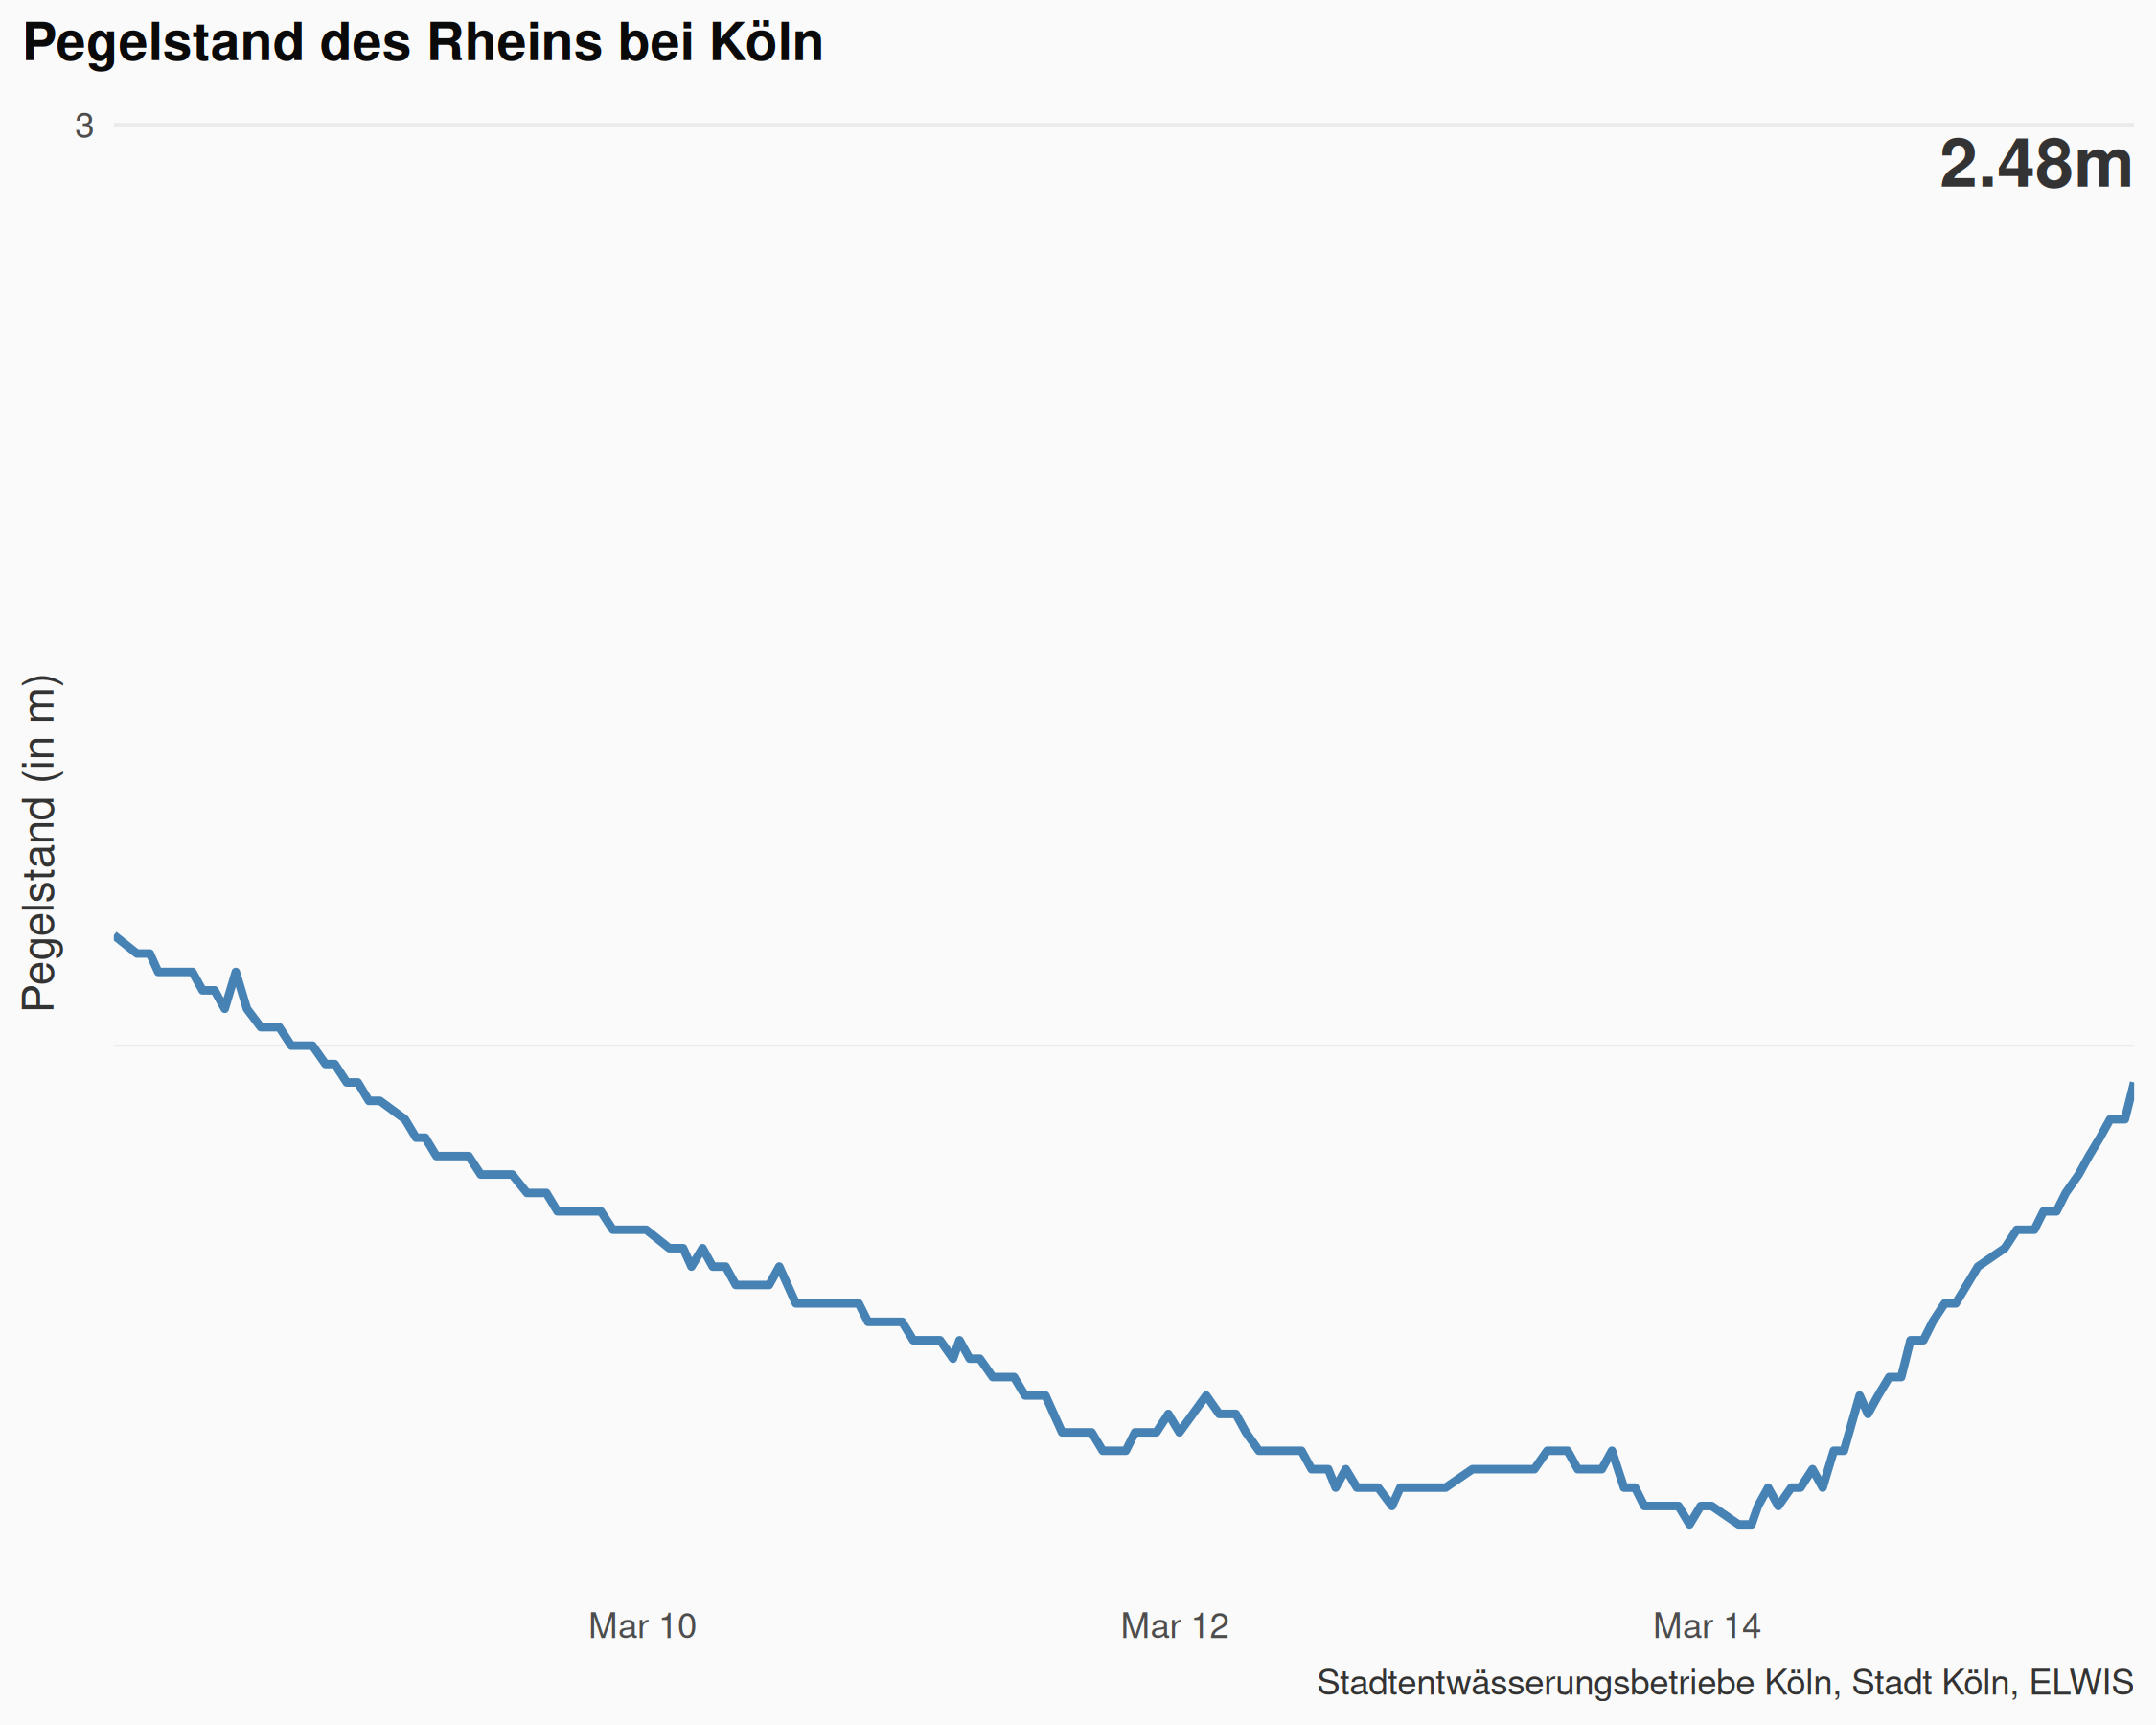 Pegelstand des Rheins bei Köln
3
2.48m
Pegelstand (in m)
Mar 10
Mar 12
Mar 14
Stadtentwässerungsbetriebe Köln, Stadt Köln, ELWIS